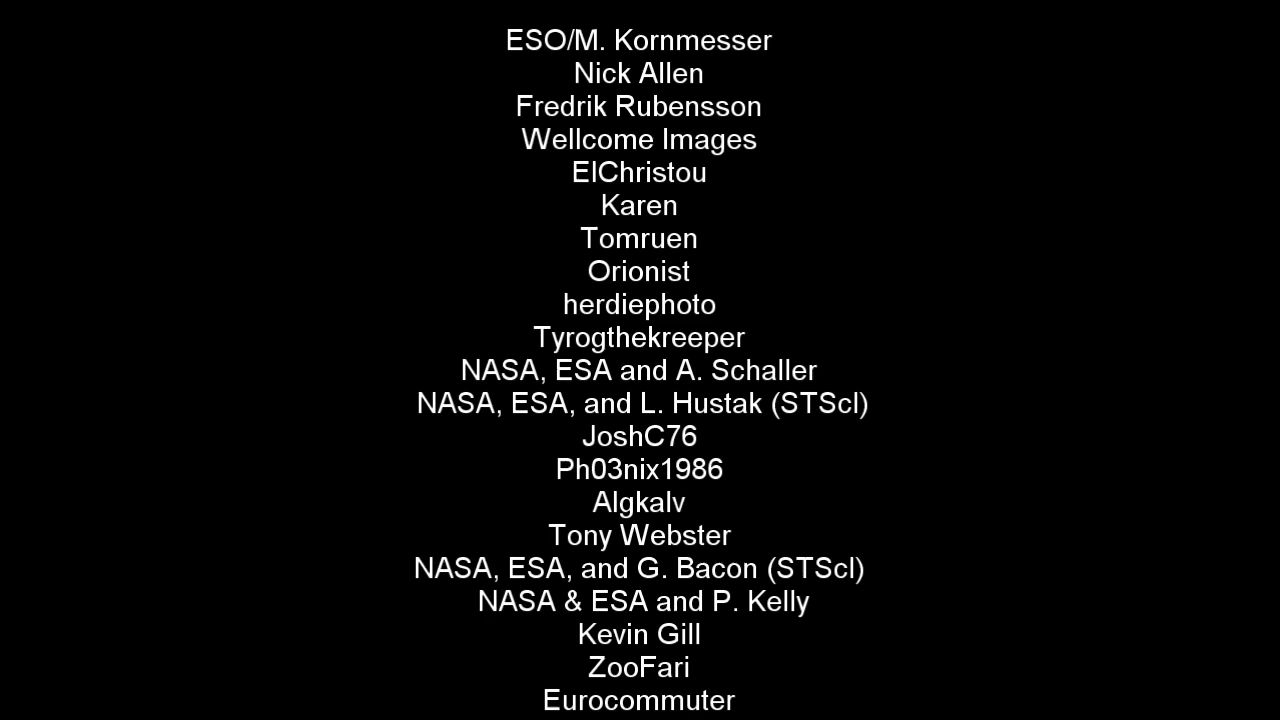 ESO/M. Kornmesser
Nick Allen
Fredrik Rubensson
Wellcome Images
ElChristou
Karen
Tomruen
Orionist
herdiephoto
Tyrogthekreeper
NASA, ESA and A. Schaller
NASA, ESA, and L. Hustak (STScl)
JoshC76
Ph03nix1986
Algkalv
Tony Webster
NASA, ESA, and G. Bacon (STScl)
NASA & ESA and P. Kelly
Kevin Gill
ZooFari
Eurocommuter